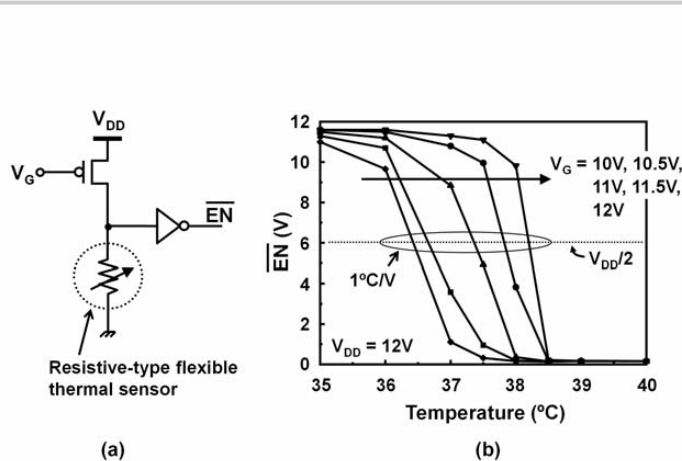 V_DD
V_G
EN
Resistive-type flexible
thermal sensor
(a)
EN (V)
12
10
8
6
4
2
0
V_G = 10V, 10.5V,
11V, 11.5V,
12V
1ºC/V
V_DD/2
V_DD = 12V
35 36 37 38 39 40
Temperature (ºC)
(b)